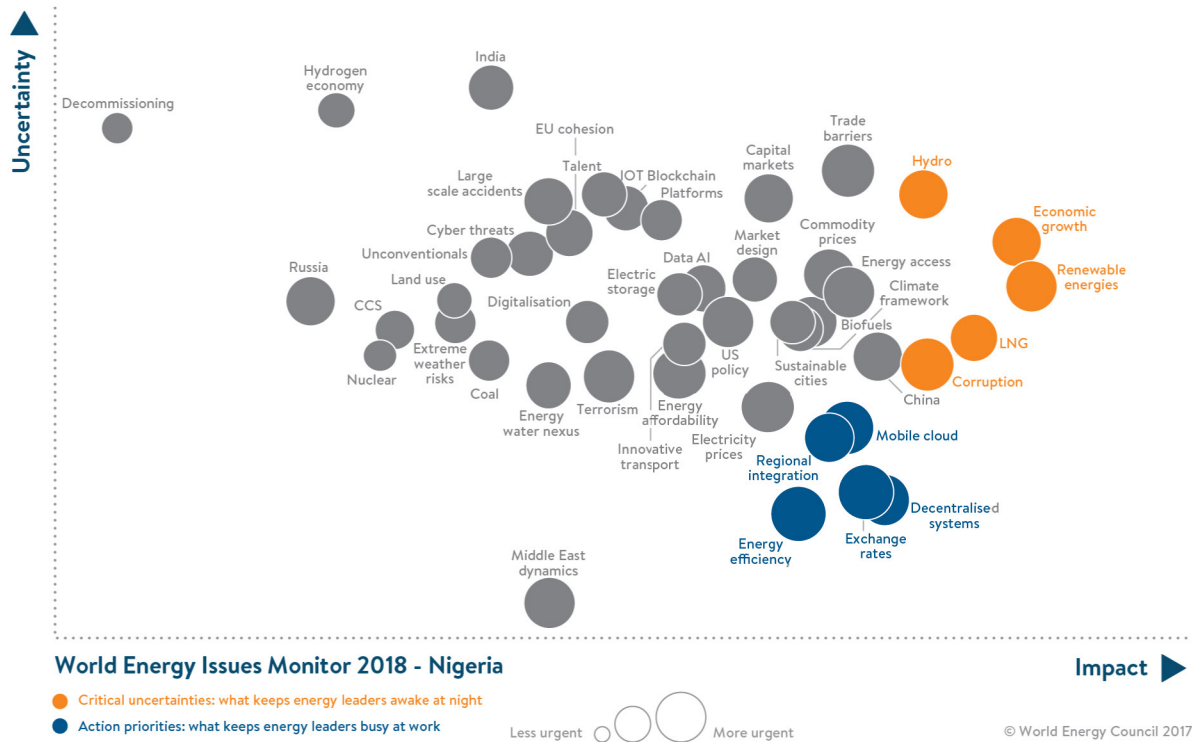 Uncertainty
Decommissioning
Hydrogen
economy
India
EU cohesion
Talent
IOT Blockchain
Platforms
Large
scale accidents
Cyber threats
Unconventionals
Capital
markets
Trade
barriers
Hydro
Economic
growth
Renewable
energies
Commodity
prices
Market
design
Energy access
Climate
framework
Data AI
Electric
storage
Russia
Land use
CCS
Digitalisation
Nuclear
Extreme
weather
risks
Coal
Energy
water nexus
Terrorism
Energy
affordability
Innovative
transport
US
policy
Electricity
prices
Sustainable
cities
Biofuels
China
LNG
Corruption
Mobile cloud
Regional
integration
Decentralised
systems
Exchange
rates
Energy
efficiency
Middle East
dynamics
World Energy Issues Monitor 2018 - Nigeria
Impact
Critical uncertainties: what keeps energy leaders awake at night
Action priorities: what keeps energy leaders busy at work
Less urgent
More urgent
© World Energy Council 2017